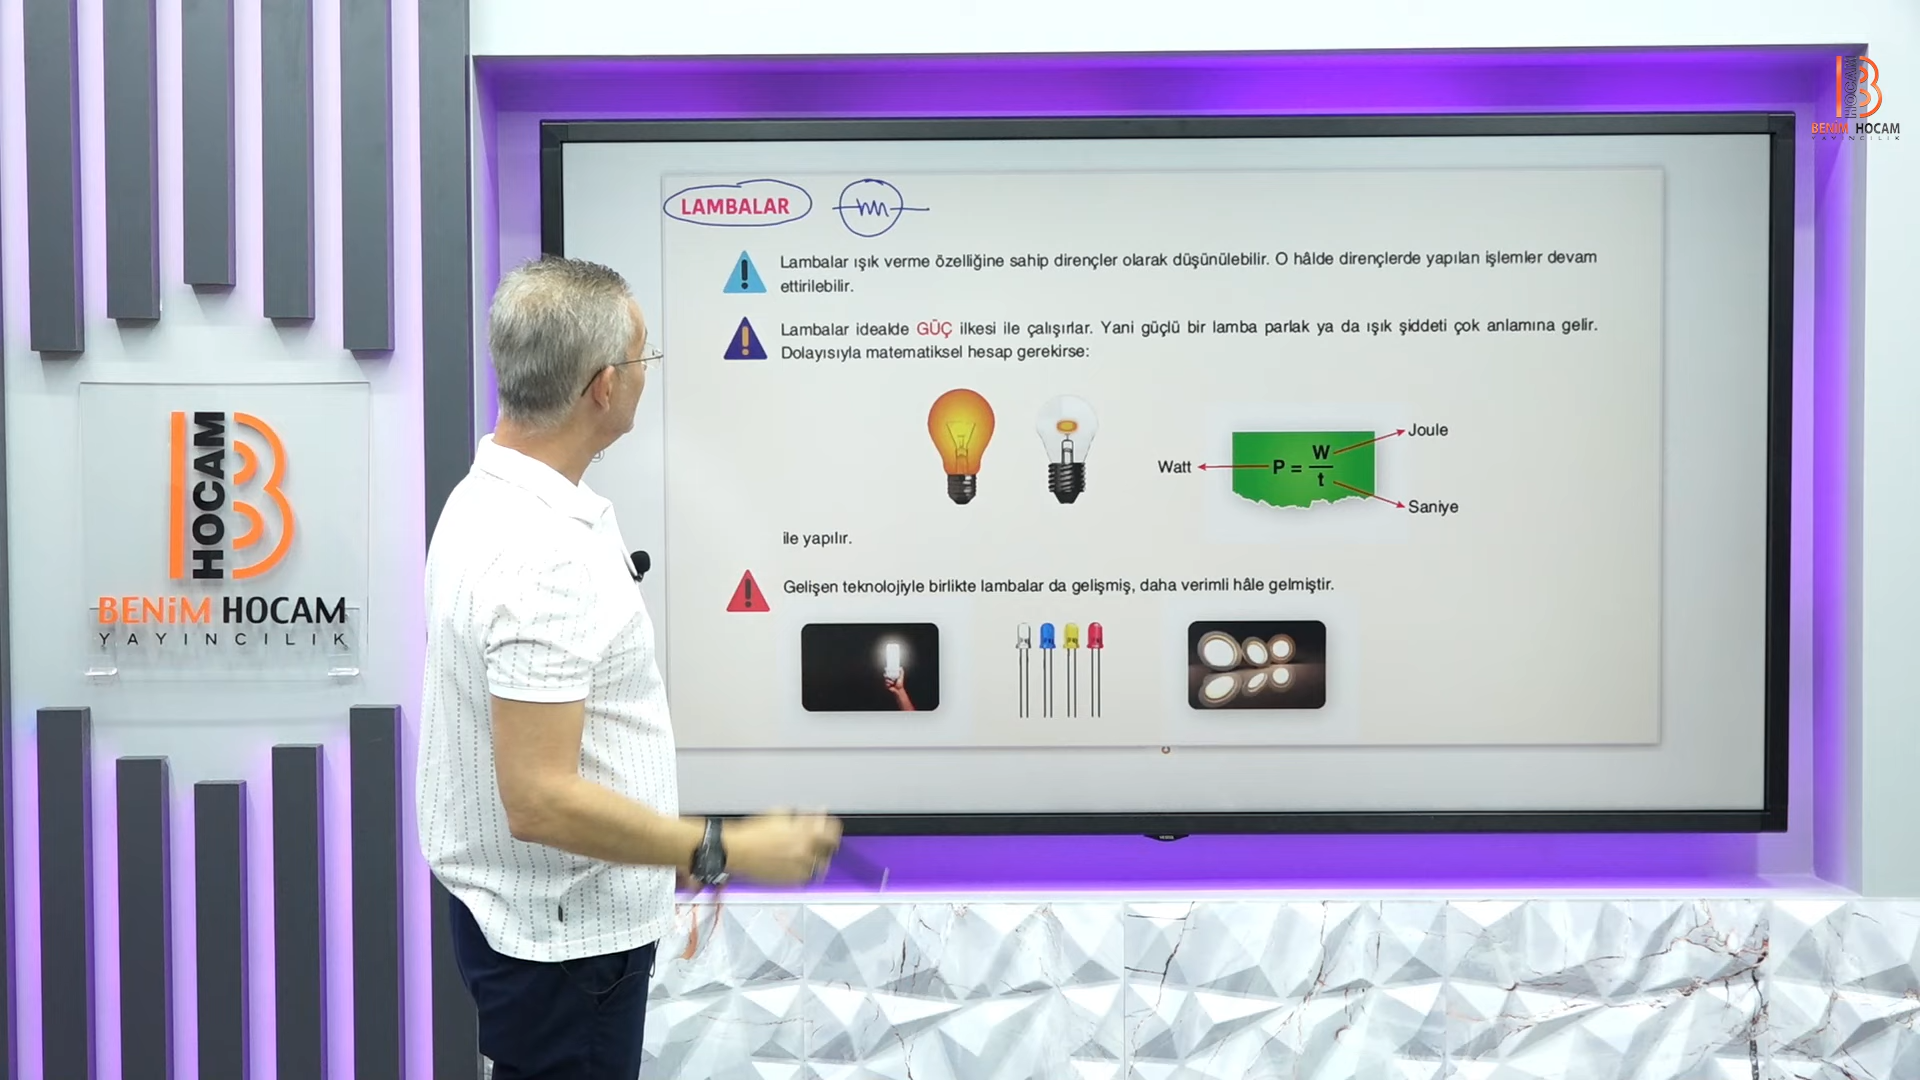 HOCAM
BENİM HOCAM
YAYINCILIK
LAMBALAR
Lambalar ışık verme özelliğine sahip dirençler olarak düşünülebilir. O hâlde dirençlerde yapılan işlemler devam
ettirilebilir.
Lambalar idealde GÜÇ ilkesi ile çalışırlar. Yani güçlü bir lamba parlak ya da ışık şiddeti çok anlamına gelir.
Dolayısıyla matematiksel hesap gerekirse:
Joule
Watt
P = W / t
Saniye
ile yapılır.
Gelişen teknolojiyle birlikte lambalar da gelişmiş, daha verimli hâle gelmiştir.
HOCAM
BENİM HOCAM
YAYINCILIK